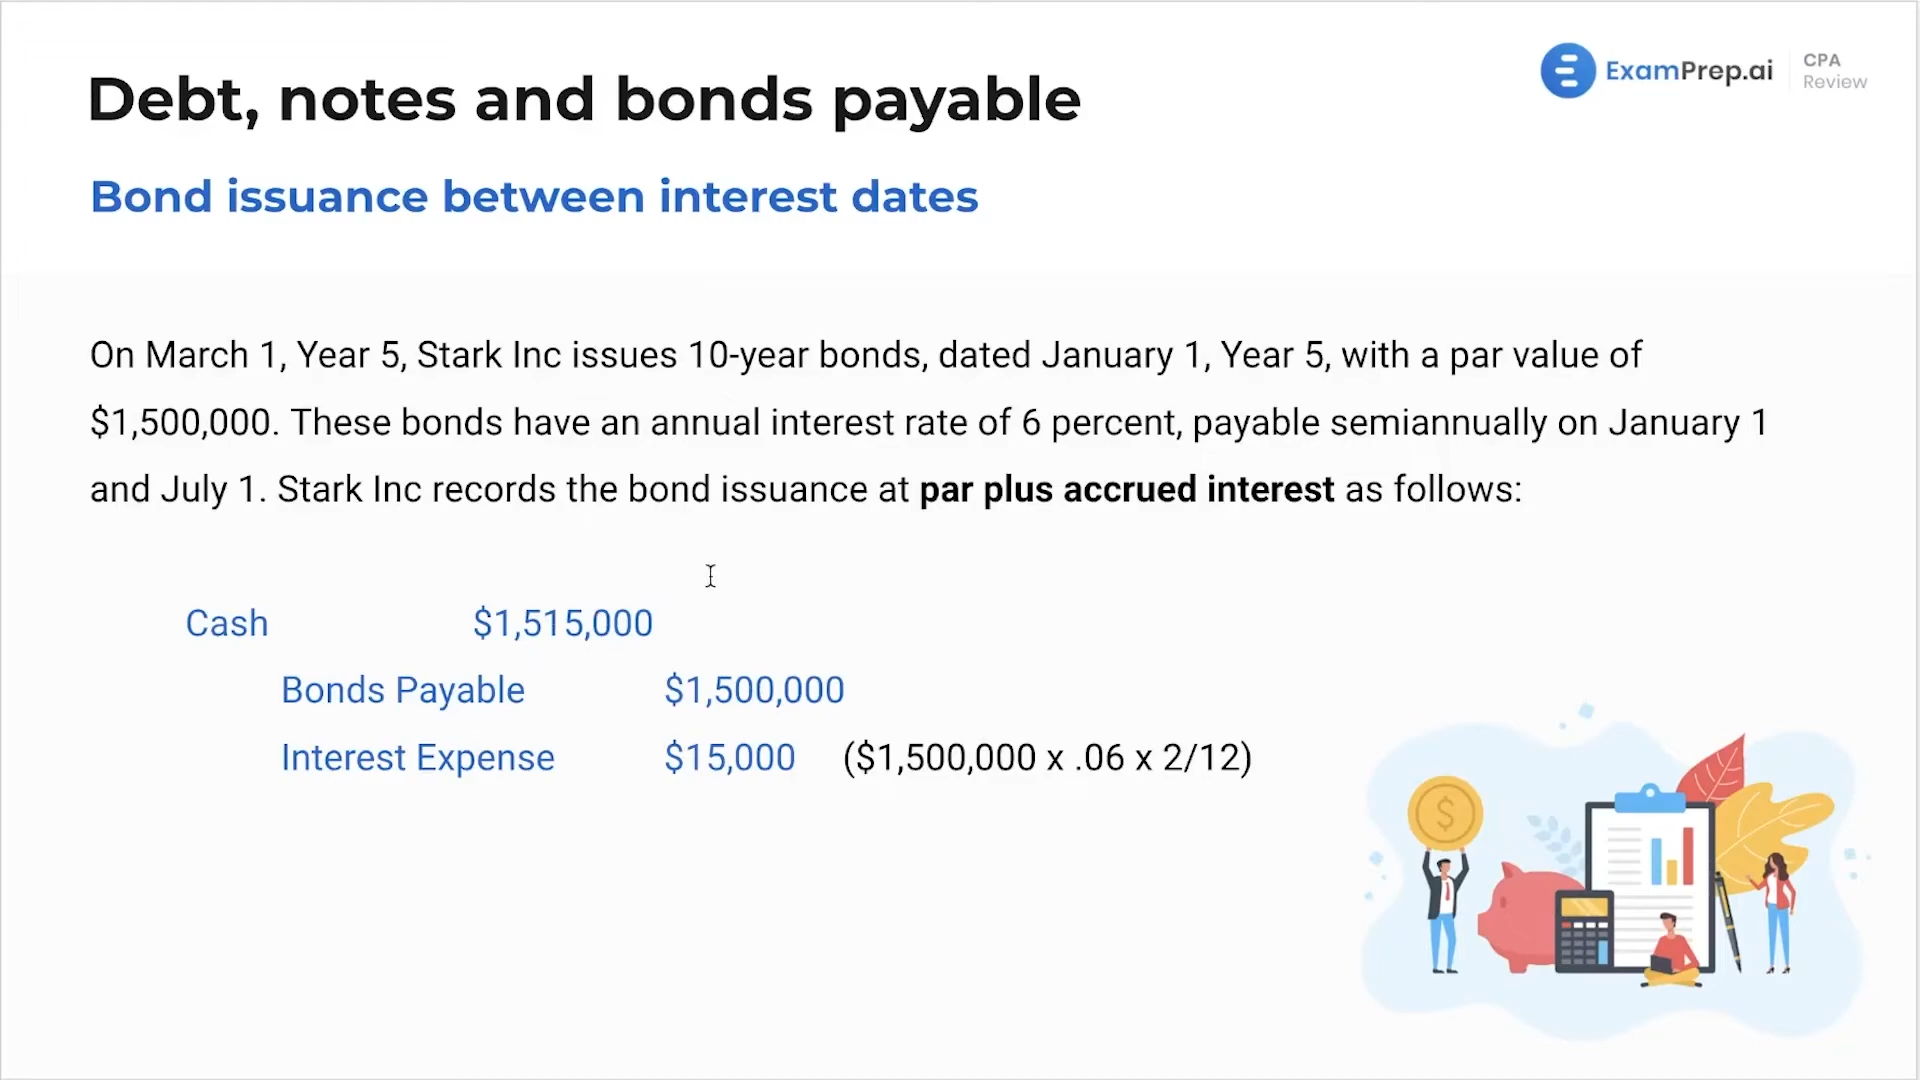 Debt, notes and bonds payable
ExamPrep.ai
CPA
Review
Bond issuance between interest dates
On March 1, Year 5, Stark Inc issues 10-year bonds, dated January 1, Year 5, with a par value of
$1,500,000. These bonds have an annual interest rate of 6 percent, payable semiannually on January 1
and July 1. Stark Inc records the bond issuance at par plus accrued interest as follows:
Cash $1,515,000
Bonds Payable $1,500,000
Interest Expense $15,000 ($1,500,000 x .06 x 2/12)
$